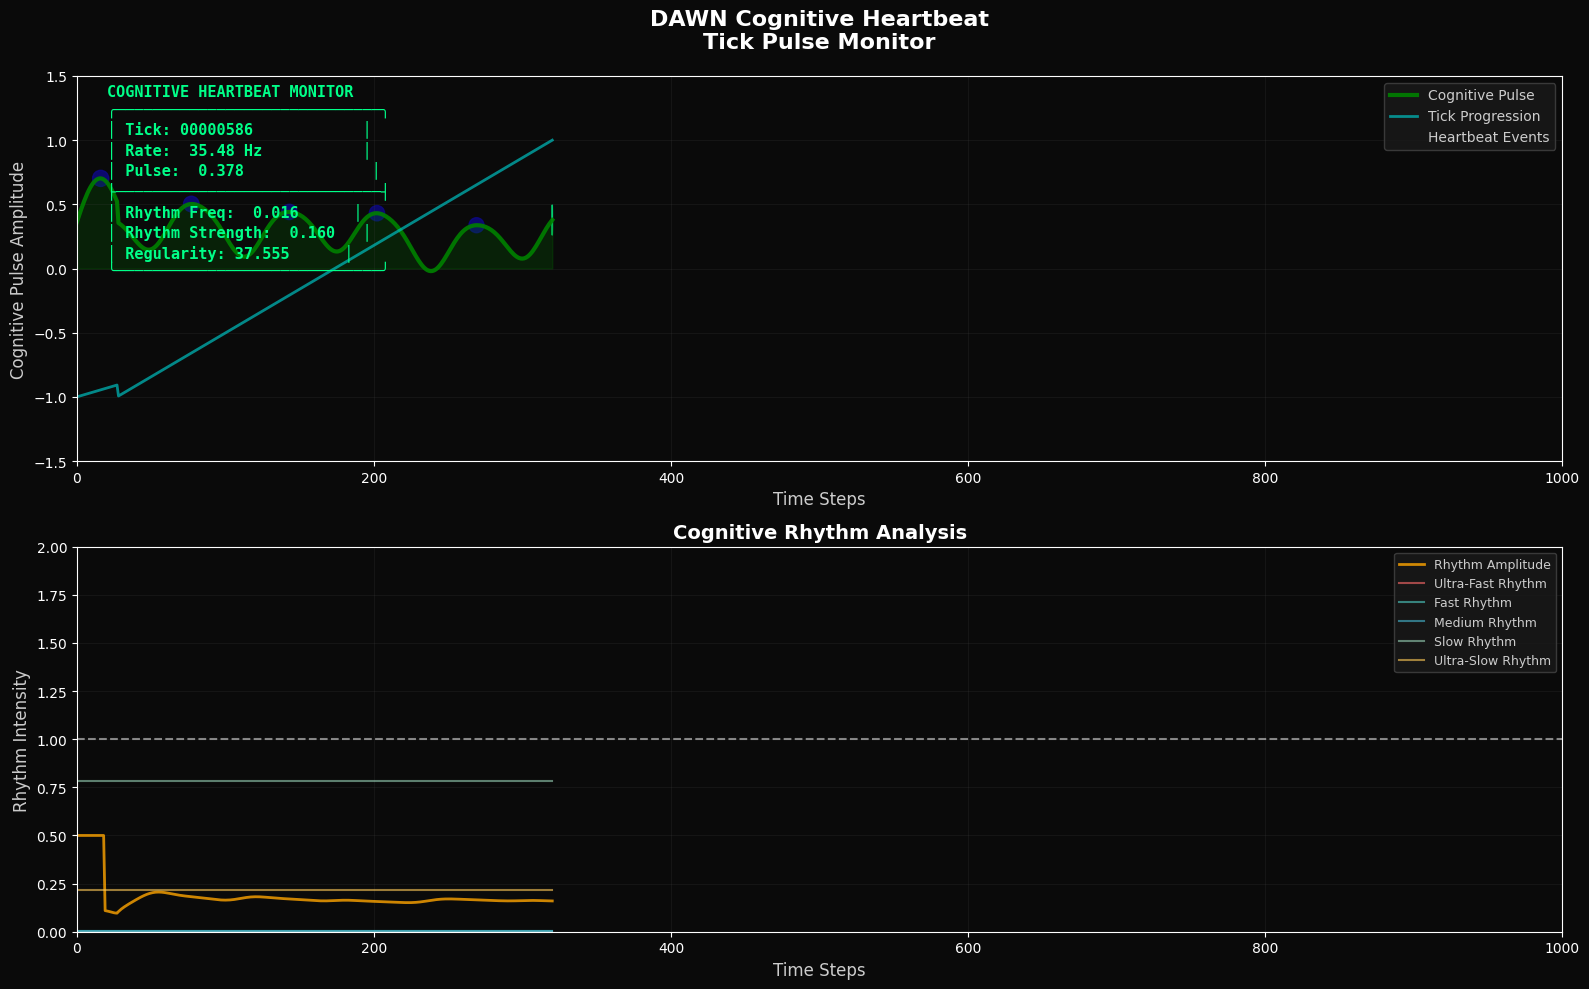 DAWN Cognitive Heartbeat
Tick Pulse Monitor
1.5
1.0
0.5
0.0
−0.5
−1.0
−1.5
Cognitive Pulse Amplitude
COGNITIVE HEARTBEAT MONITOR
Tick: 00000586
Rate: 35.48 Hz
Pulse: 0.378
Rhythm Freq: 0.016
Rhythm Strength: 0.160
Regularity: 37.555
Cognitive Pulse
Tick Progression
Heartbeat Events
0 200 400 600 800 1000
Time Steps
Cognitive Rhythm Analysis
2.00
1.75
1.50
1.25
1.00
0.75
0.50
0.25
0.00
Rhythm Intensity
Rhythm Amplitude
Ultra-Fast Rhythm
Fast Rhythm
Medium Rhythm
Slow Rhythm
Ultra-Slow Rhythm
0 200 400 600 800 1000
Time Steps